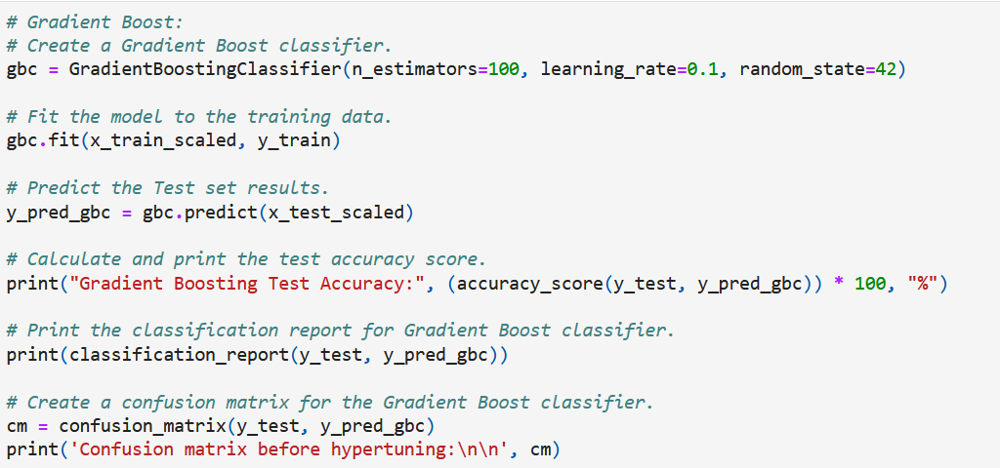 # Gradient Boost:
# Create a Gradient Boost classifier.
gbc = GradientBoostingClassifier(n_estimators=100, learning_rate=0.1, random_state=42)
# Fit the model to the training data.
gbc.fit(x_train_scaled, y_train)
# Predict the Test set results.
y_pred_gbc = gbc.predict(x_test_scaled)
# Calculate and print the test accuracy score.
print("Gradient Boosting Test Accuracy:", (accuracy_score(y_test, y_pred_gbc)) * 100, "%")
# Print the classification report for Gradient Boost classifier.
print(classification_report(y_test, y_pred_gbc))
# Create a confusion matrix for the Gradient Boost classifier.
cm = confusion_matrix(y_test, y_pred_gbc)
print('Confusion matrix before hypertuning:\n\n', cm)